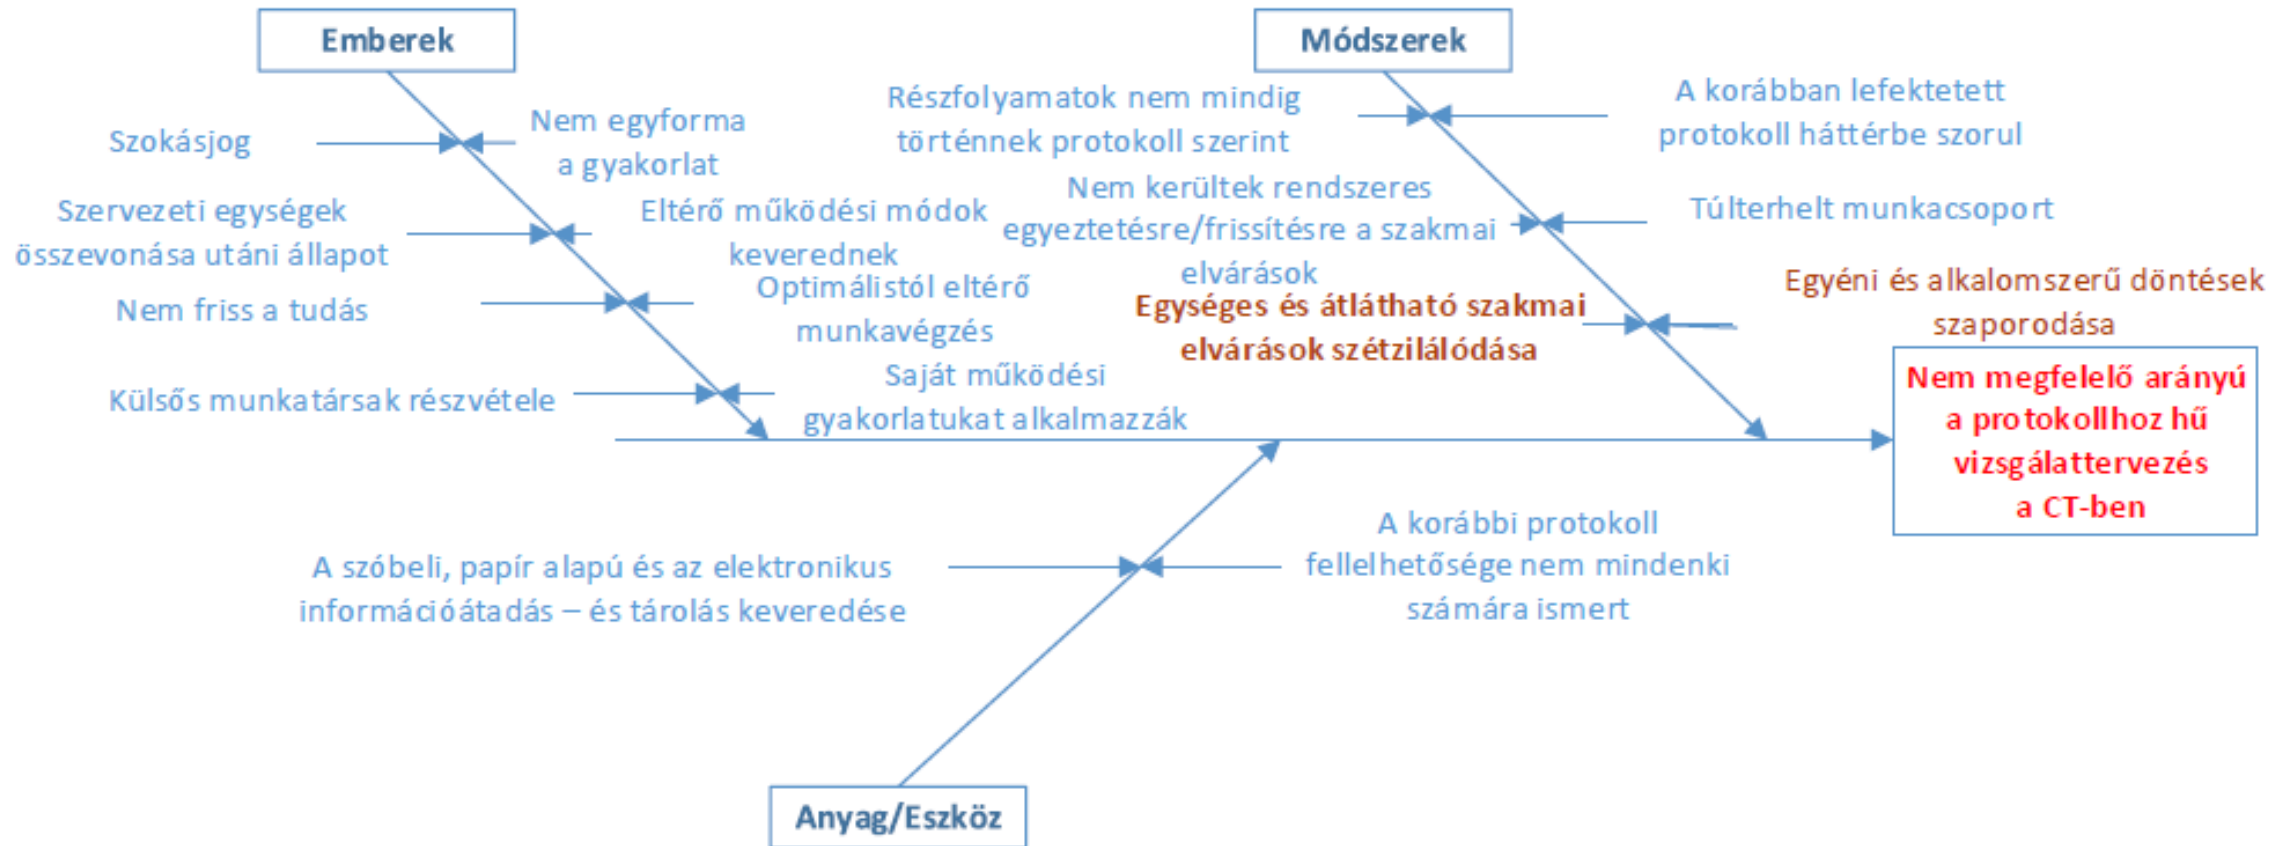 Emberek
Módszerek
Szokásjog
Nem egyforma
a gyakorlat
Szervezeti egységek
összevonása utáni állapot
Eltérő működési módok
keverednek
Nem friss a tudás
Optimálistól eltérő
munkavégzés
Külsős munkatársak részvétele
Saját működési
gyakorlatukat alkalmazzák
Részfolyamatok nem mindig
történnek protokoll szerint
A korábban lefektetett
protokoll háttérbe szorul
Nem kerültek rendszeres
egyeztetésre/frissítésre a szakmai
elvárások
Túlterhelt munkacsoport
Egységes és átlátható szakmai
elvárások szétzilálódása
Egyéni és alkalomszerű döntések
szaporodása
Nem megfelelő arányú
a protokollhoz hű
vizsgálattervezés
a CT-ben
A szóbeli, papír alapú és az elektronikus
információátadás – és tárolás keveredése
A korábbi protokoll
fellelhetősége nem mindenki
számára ismert
Anyag/Eszköz